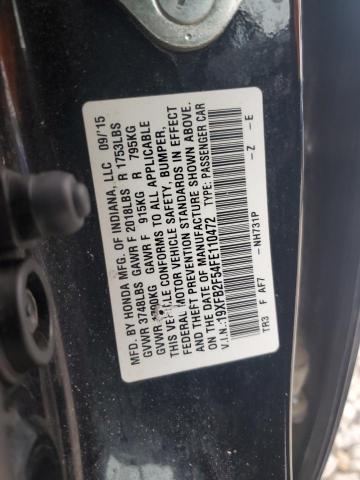 MFD. BY HONDA MFG. OF INDIANA, LLC 09/15
GVWR 3748LBS GAWR F 2018LBS R 1753LBS
GVWR 1700KG GAWR F 915KG R 795KG
THIS VEHICLE CONFORMS TO ALL APPLICABLE
FEDERAL MOTOR VEHICLE SAFETY, BUMPER,
AND THEFT PREVENTION STANDARDS IN EFFECT
ON THE DATE OF MANUFACTURE SHOWN ABOVE.
V.I.N.: 19XFB2F54FE110472 TYPE: PASSENGER CAR
NH731P - Z - E
TR3 F AF7